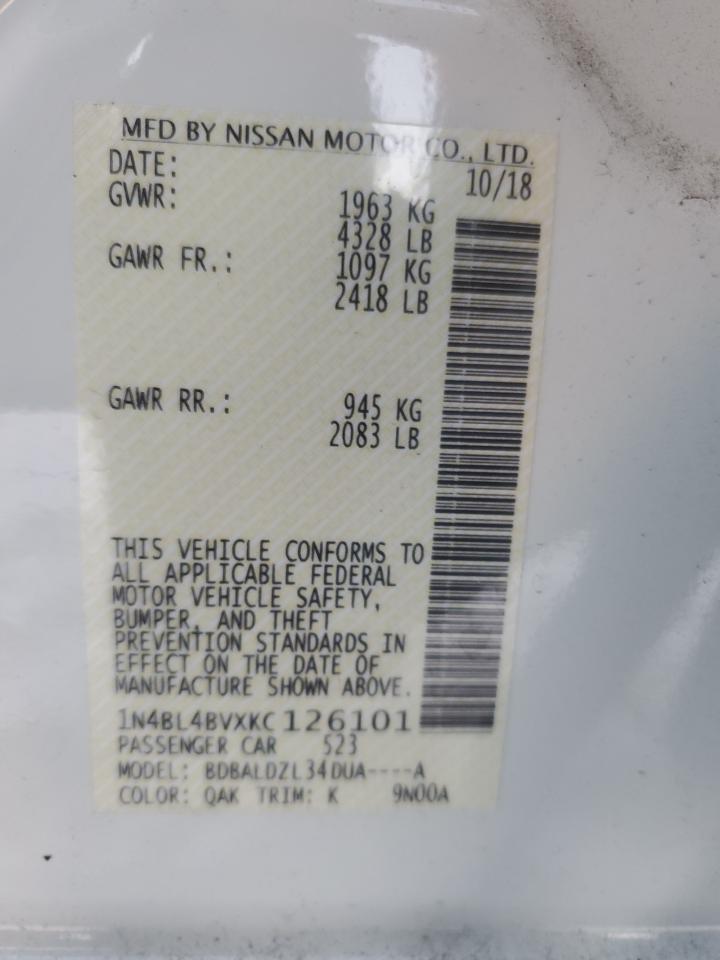 MFD BY NISSAN MOTOR CO., LTD.
DATE: 10/18
GVWR: 1963 KG
4328 LB
GAWR FR.: 1097 KG
2418 LB
GAWR RR.: 945 KG
2083 LB
THIS VEHICLE CONFORMS TO
ALL APPLICABLE FEDERAL
MOTOR VEHICLE SAFETY,
BUMPER, AND THEFT
PREVENTION STANDARDS IN
EFFECT ON THE DATE OF
MANUFACTURE SHOWN ABOVE.
1N4BL4BVXKC126101
PASSENGER CAR 523
MODEL: BDBALDZL34DUA----A
COLOR: QAK TRIM: K 9N00A